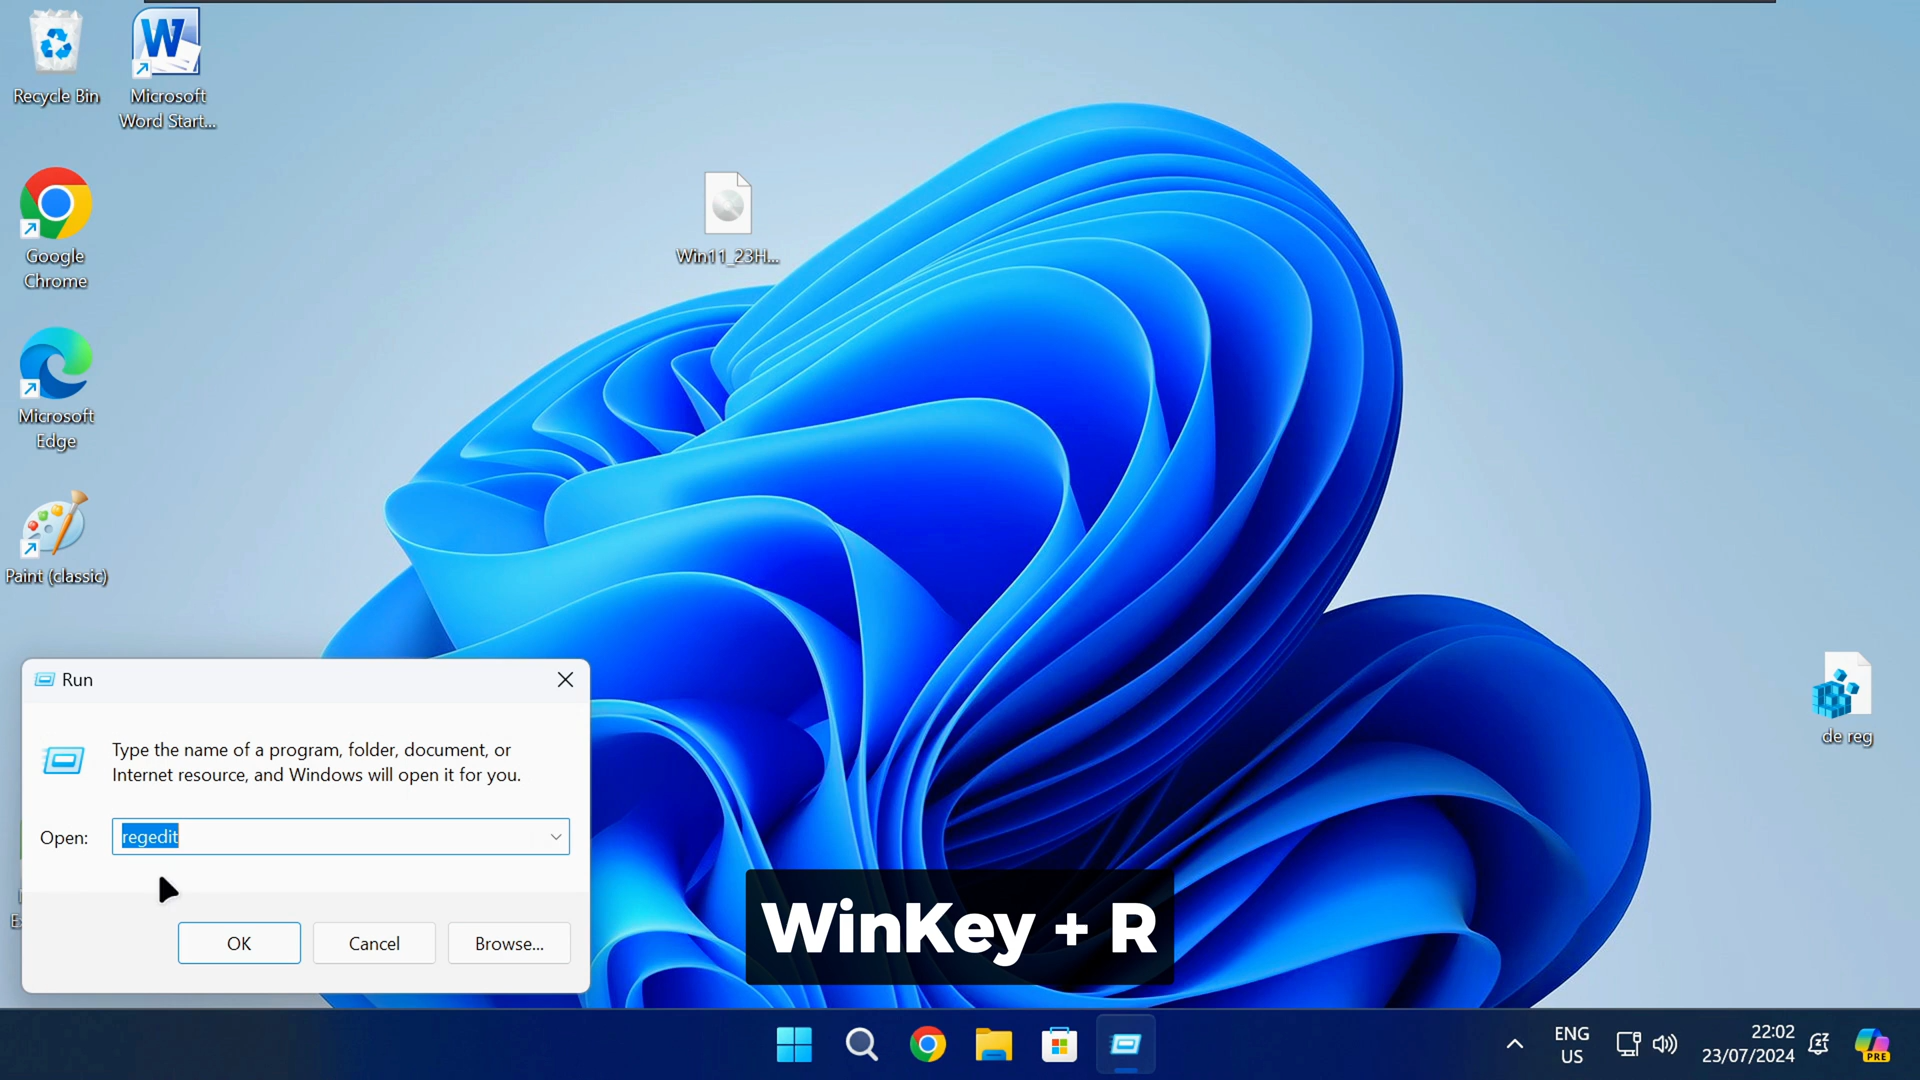 Recycle Bin
Microsoft
Word Start...
Google
Chrome
Microsoft
Edge
Paint (classic)
Win11_23H...
de reg
Run
Type the name of a program, folder, document, or
Internet resource, and Windows will open it for you.
Open:
regedit
OK
Cancel
Browse...
WinKey + R
ENG
US
22:02
23/07/2024
PRE